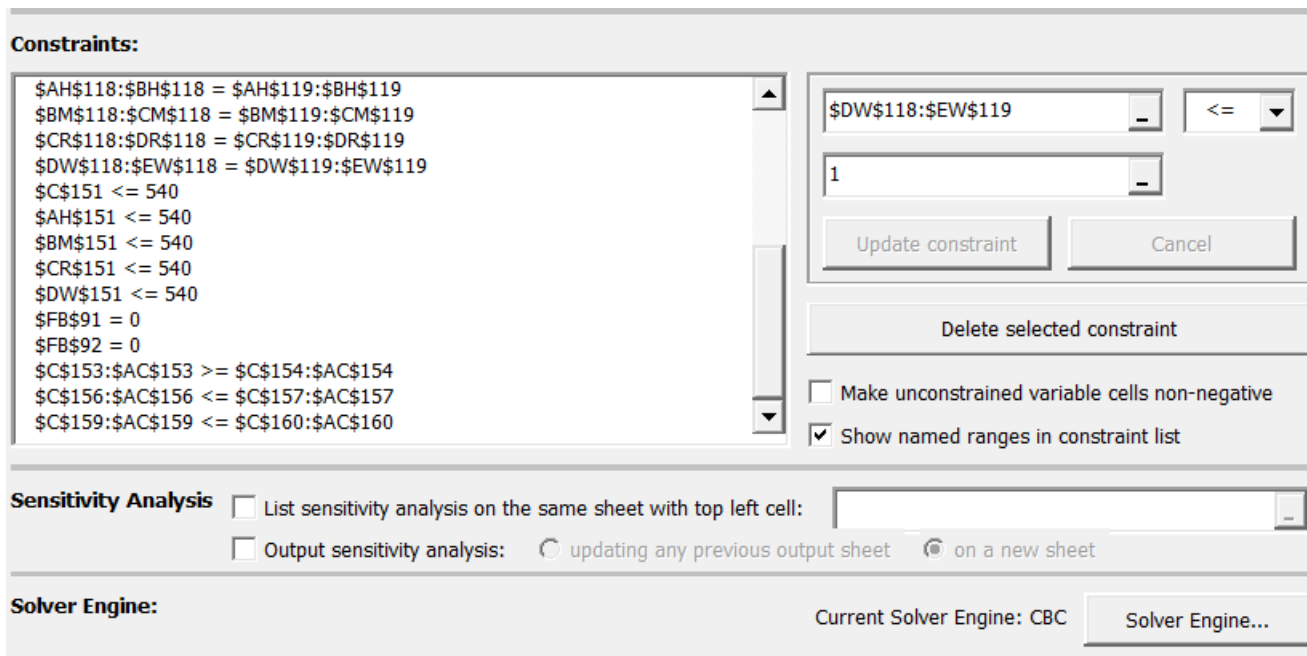 Constraints:
$AH$118:$BH$118 = $AH$119:$BH$119
$BM$118:$CM$118 = $BM$119:$CM$119
$CR$118:$DR$118 = $CR$119:$DR$119
$DW$118:$EW$118 = $DW$119:$EW$119
$C$151 <= 540
$AH$151 <= 540
$BM$151 <= 540
$CR$151 <= 540
$DW$151 <= 540
$FB$91 = 0
$FB$92 = 0
$C$153:$AC$153 >= $C$154:$AC$154
$C$156:$AC$156 <= $C$157:$AC$157
$C$159:$AC$159 <= $C$160:$AC$160
$DW$118:$EW$119 _ <=
1 _
Update constraint Cancel
Delete selected constraint
Make unconstrained variable cells non-negative
Show named ranges in constraint list
Sensitivity Analysis List sensitivity analysis on the same sheet with top left cell: _
Output sensitivity analysis: updating any previous output sheet on a new sheet
Solver Engine: Current Solver Engine: CBC Solver Engine...